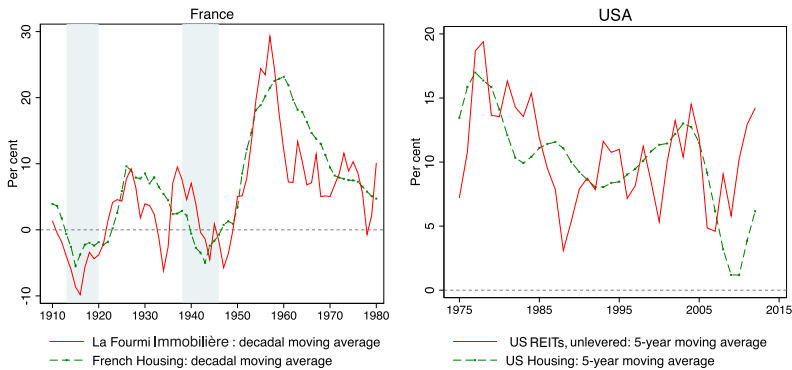 France
Per cent
30
20
10
0
-10
1910 1920 1930 1940 1950 1960 1970 1980
La Fourmi Immobilière : decadal moving average
French Housing: decadal moving average
USA
Per cent
20
15
10
5
0
1975 1985 1995 2005 2015
US REITs, unlevered: 5-year moving average
US Housing: 5-year moving average